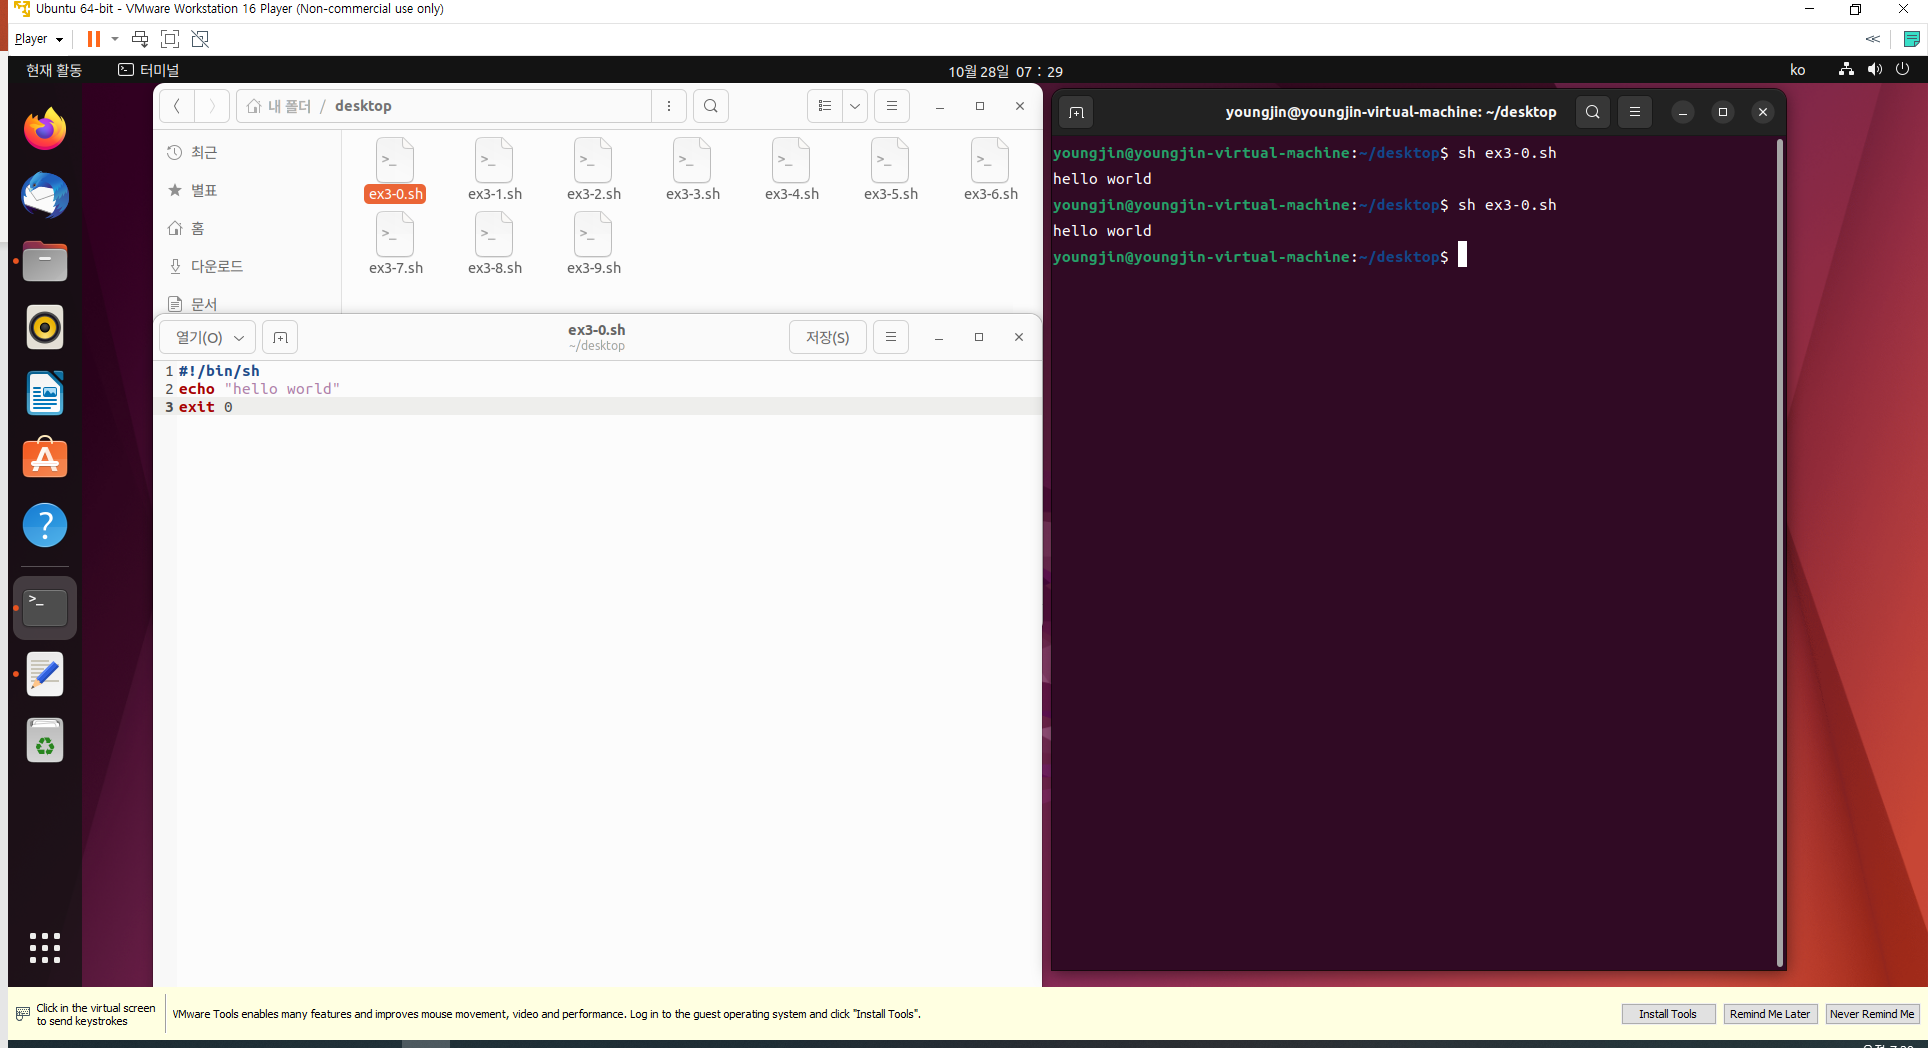 Ubuntu 64-bit - VMware Workstation 16 Player (Non-commercial use only)
Player
현재 활동
터미널
10월 28일 07 : 29
ko
내 폴더 / desktop
최근
별표
홈
다운로드
문서
ex3-0.sh
ex3-1.sh
ex3-2.sh
ex3-3.sh
ex3-4.sh
ex3-5.sh
ex3-6.sh
ex3-7.sh
ex3-8.sh
ex3-9.sh
열기(O)
ex3-0.sh
~/desktop
저장(S)
1 #!/bin/sh
2 echo "hello world"
3 exit 0
youngjin@youngjin-virtual-machine: ~/desktop
youngjin@youngjin-virtual-machine:~/desktop$ sh ex3-0.sh
hello world
youngjin@youngjin-virtual-machine:~/desktop$ sh ex3-0.sh
hello world
youngjin@youngjin-virtual-machine:~/desktop$
Click in the virtual screen
to send keystrokes
VMware Tools enables many features and improves mouse movement, video and performance. Log in to the guest operating system and click "Install Tools".
Install Tools
Remind Me Later
Never Remind Me